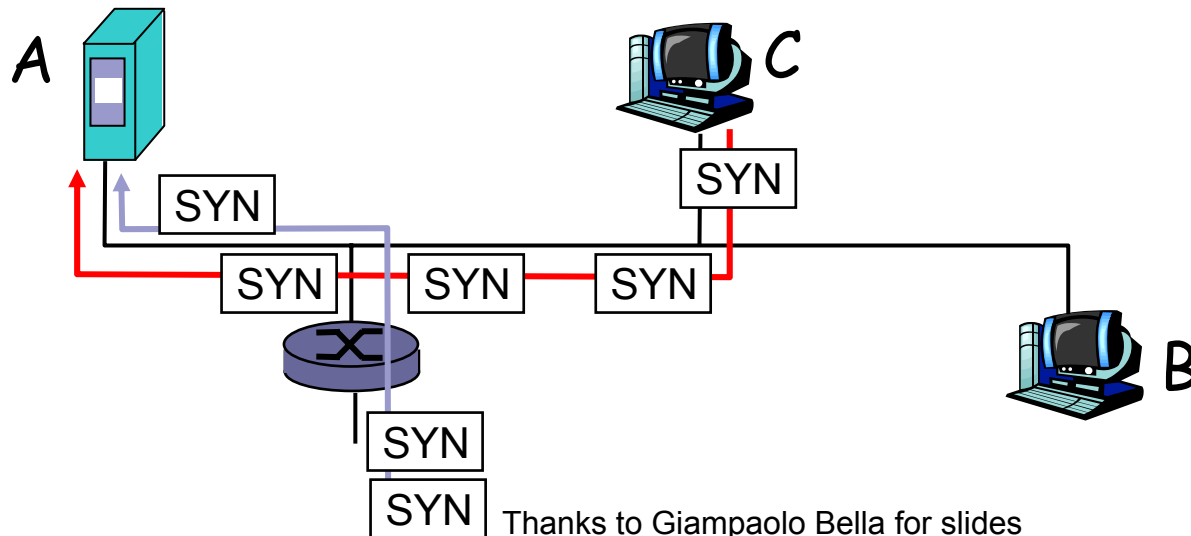 A
C
SYN
SYN
SYN
SYN
SYN
B
SYN
SYN
Thanks to Giampaolo Bella for slides